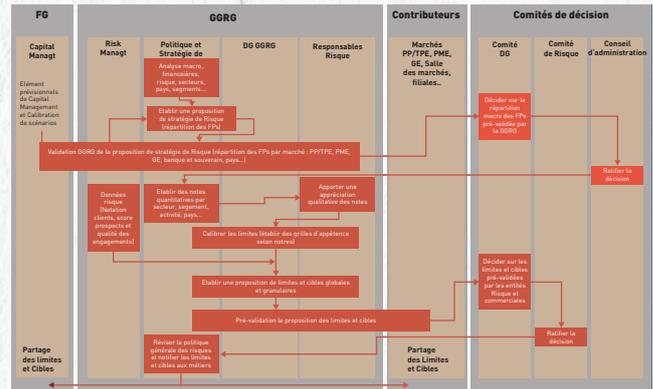 FG
GGRG
Contributeurs
Comités de décision
Capital
Managt
Risk
Managt
Politique et
Stratégie de
DG GGRG
Responsables
Risque
Marchés
PP/TPE, PME,
GE, Salle
des marchés,
filiales..
Comité
DG
Comité
de Risque
Conseil
d'administration
Elément
prévisionnels
de Capital
Management
et Calibration
de scénarios
Analyse macro,
financeières,
risque, secteurs,
pays, segments...
Etablir une proposition
de stratégie de Risque
(répartition des FPs)
Décider sur la
répartition
macro des FPs
pré-validée par
la GGRG
Validation GGRG de la proposition de stratégie de Risque (répartition des FPs par marché : PP/TPE, PME,
GE, banque et souverain, pays...)
Ratifier la
décision
Données
risque
(Notation
clients, score
prospects et
qualité des
engagements)
Etablir des notes
quantitatives par
secteur, segement,
activité, pays...
Apporter une
appréciation
qualitative des notes
Calibrer les limites (établir des grilles d'appétence
selon notres)
Etablir une proposition de limites et cibles globales
et granulaires
Décider sur les
limites et cibles
pré-validées
par les entités
Risque et
commerciales
Pré-validation le proposition des limites et cibles
Ratifier la
décision
Réviser la politique
générale des risques
et notifier les limites
et cibles aux métiers
Partage
des limites
et Cibles
Partage
des Limites
et Cibles